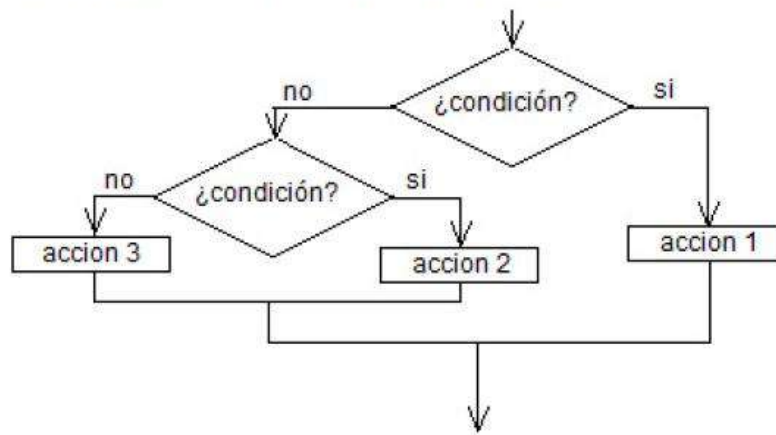 no
¿condición?
si
no
¿condición?
si
accion 3
accion 2
accion 1